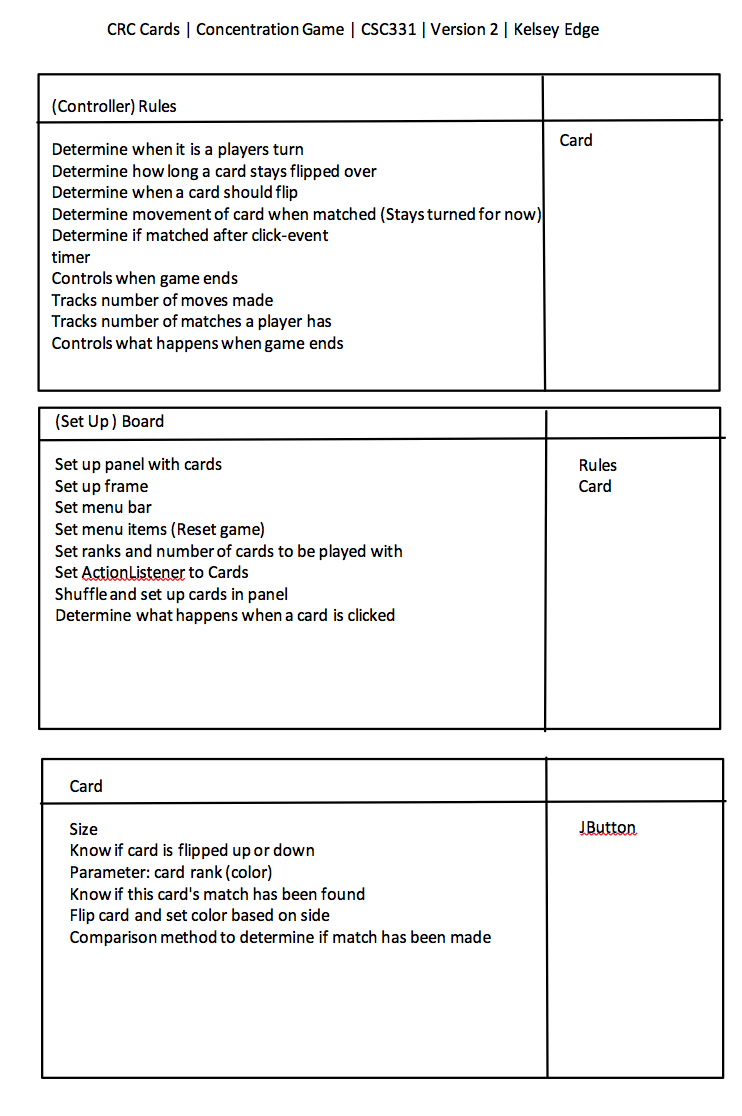 CRC Cards | Concentration Game | CSC331 | Version 2 | Kelsey Edge
(Controller) Rules
Determine when it is a players turn
Determine how long a card stays flipped over
Determine when a card should flip
Determine movement of card when matched (Stays turned for now)
Determine if matched after click-event
timer
Controls when game ends
Tracks number of moves made
Tracks number of matches a player has
Controls what happens when game ends
Card
(Set Up ) Board
Set up panel with cards
Set up frame
Set menu bar
Set menu items (Reset game)
Set ranks and number of cards to be played with
Set ActionListener to Cards
Shuffle and set up cards in panel
Determine what happens when a card is clicked
Rules
Card
Card
Size
Know if card is flipped up or down
Parameter: card rank (color)
Know if this card's match has been found
Flip card and set color based on side
Comparison method to determine if match has been made
JButton